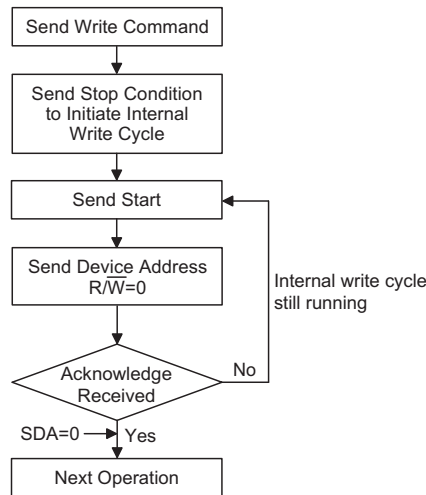 Send Write Command
Send Stop Condition
to Initiate Internal
Write Cycle
Send Start
Send Device Address
R/W̅=0
Internal write cycle
still running
Acknowledge
Received
No
SDA=0
Yes
Next Operation